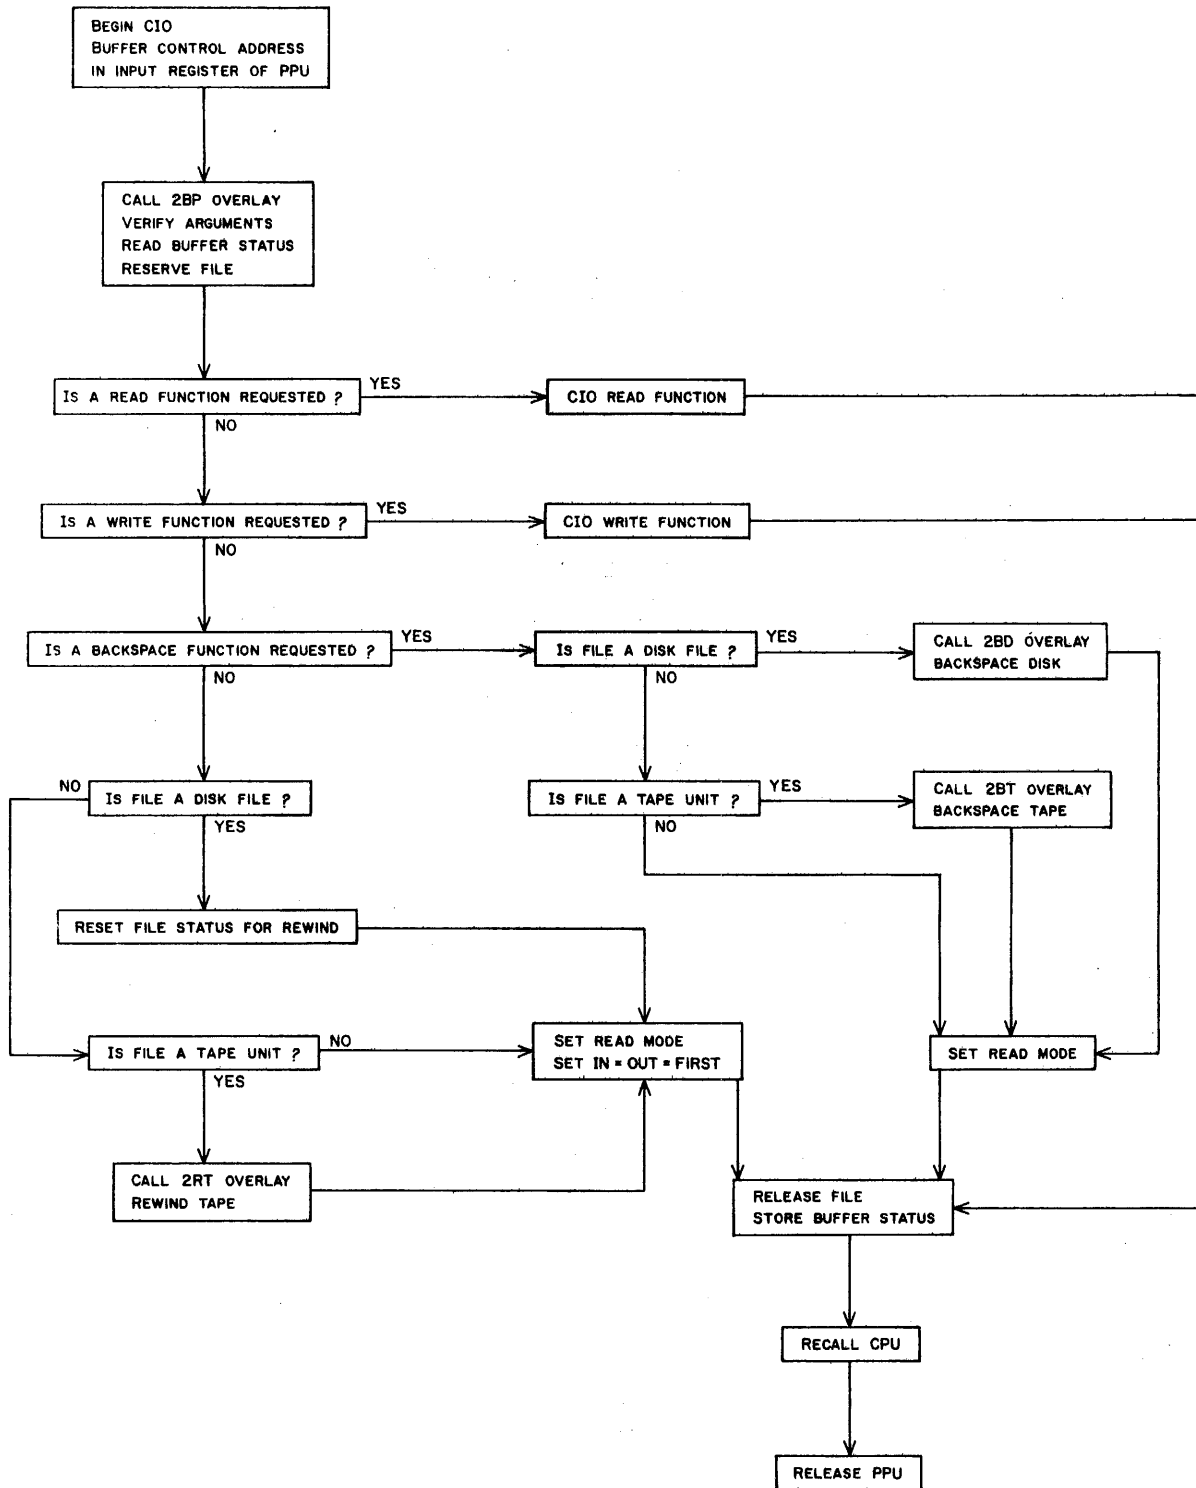 BEGIN CIO
BUFFER CONTROL ADDRESS
IN INPUT REGISTER OF PPU
CALL 2BP OVERLAY
VERIFY ARGUMENTS
READ BUFFER STATUS
RESERVE FILE
IS A READ FUNCTION REQUESTED ?
YES
CIO READ FUNCTION
NO
IS A WRITE FUNCTION REQUESTED ?
YES
CIO WRITE FUNCTION
NO
IS A BACKSPACE FUNCTION REQUESTED ?
YES
IS FILE A DISK FILE ?
YES
CALL 2BD OVERLAY
BACKSPACE DISK
NO
NO
NO
IS FILE A DISK FILE ?
YES
IS FILE A TAPE UNIT ?
YES
CALL 2BT OVERLAY
BACKSPACE TAPE
NO
RESET FILE STATUS FOR REWIND
IS FILE A TAPE UNIT ?
NO
YES
SET READ MODE
SET IN = OUT = FIRST
SET READ MODE
CALL 2RT OVERLAY
REWIND TAPE
RELEASE FILE
STORE BUFFER STATUS
RECALL CPU
RELEASE PPU